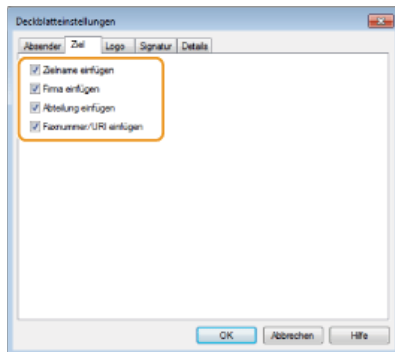 Deckblatteinstellungen
Absender Ziel Logo Signatur Details
Zielname einfügen
Firma einfügen
Abteilung einfügen
Faxnummer/URI einfügen
OK Abbrechen Hilfe